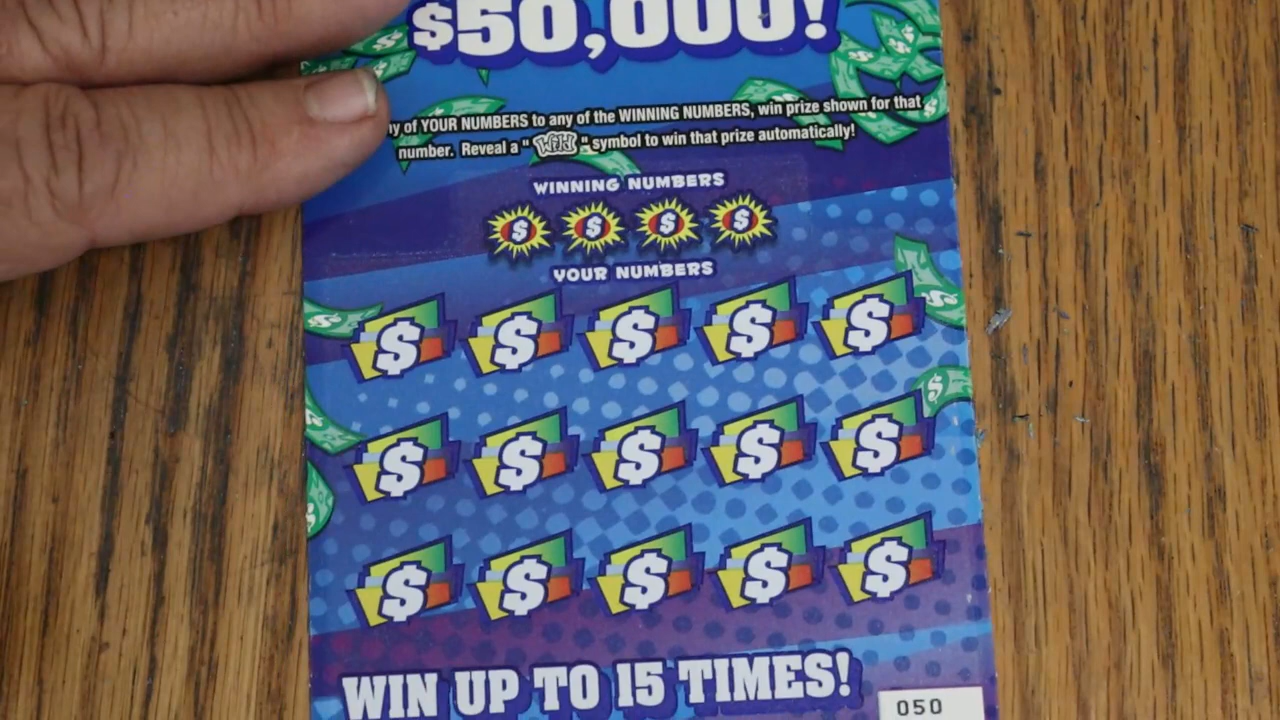 $50,000!
of YOUR NUMBERS to any of the WINNING NUMBERS, win prize shown for that
number. Reveal a "Wild" symbol to win that prize automatically!
WINNING NUMBERS
$ $ $ $
YOUR NUMBERS
$ $ $ $ $
$ $ $ $ $
$ $ $ $ $
WIN UP TO 15 TIMES!
050